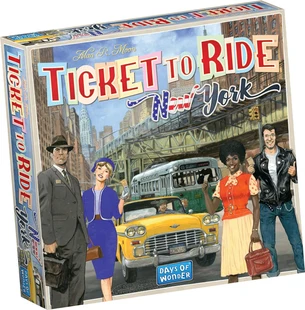 Alan R. Moon
TICKET TO RIDE
New York
DAYS OF
WONDER
TICKET TO RIDE
New York